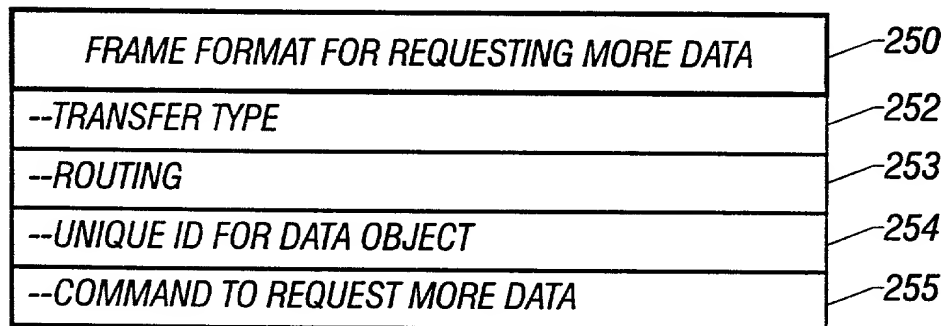 FRAME FORMAT FOR REQUESTING MORE DATA 250
--TRANSFER TYPE 252
--ROUTING 253
--UNIQUE ID FOR DATA OBJECT 254
--COMMAND TO REQUEST MORE DATA 255